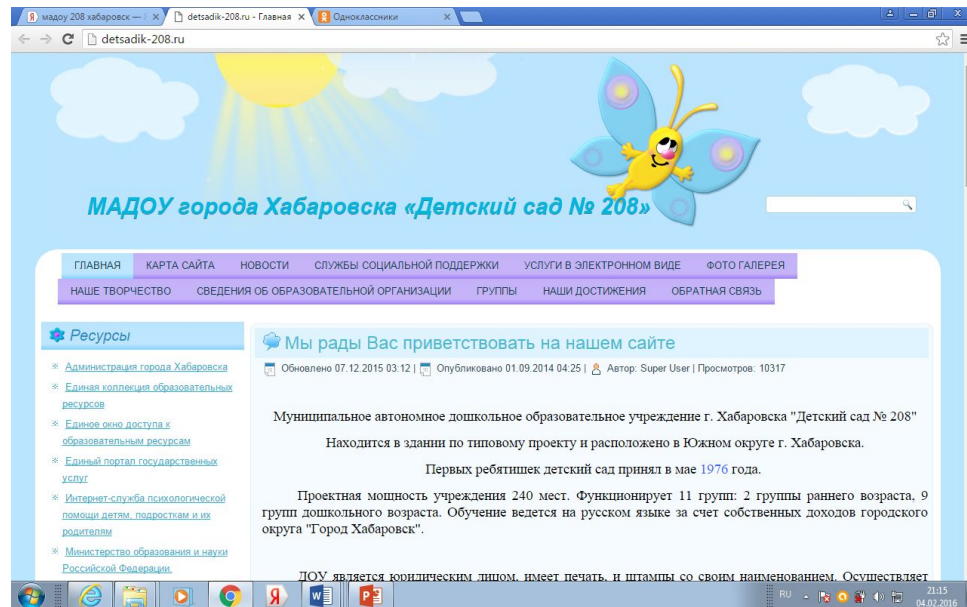 мадоу 208 хабаровск —
detsadik-208.ru - Главная
Одноклассники
detsadik-208.ru
МАДОУ города Хабаровска «Детский сад № 208»
ГЛАВНАЯ КАРТА САЙТА НОВОСТИ СЛУЖБЫ СОЦИАЛЬНОЙ ПОДДЕРЖКИ УСЛУГИ В ЭЛЕКТРОННОМ ВИДЕ ФОТО ГАЛЕРЕЯ
НАШЕ ТВОРЧЕСТВО СВЕДЕНИЯ ОБ ОБРАЗОВАТЕЛЬНОЙ ОРГАНИЗАЦИИ ГРУППЫ НАШИ ДОСТИЖЕНИЯ ОБРАТНАЯ СВЯЗЬ
Ресурсы
Администрация города Хабаровска
Единая коллекция образовательных
ресурсов
Единое окно доступа к
образовательным ресурсам
Единый портал государственных
услуг
Интернет-служба психологической
помощи детям, подросткам и их
родителям
Министерство образования и науки
Российской Федерации.
Мы рады Вас приветствовать на нашем сайте
Обновлено 07.12.2015 03:12 | Опубликовано 01.09.2014 04:25 | Автор: Super User | Просмотров: 10317
Муниципальное автономное дошкольное образовательное учреждение г. Хабаровска "Детский сад № 208"
Находится в здании по типовому проекту и расположено в Южном округе г. Хабаровска.
Первых ребятишек детский сад принял в мае 1976 года.
Проектная мощность учреждения 240 мест. Функционирует 11 групп: 2 группы раннего возраста, 9
групп дошкольного возраста. Обучение ведется на русском языке за счет собственных доходов городского
округа "Город Хабаровск".
ДОУ является юридическим лицом, имеет печать, и штампы со своим наименованием. Осуществляет
RU
21:15
04.02.2016